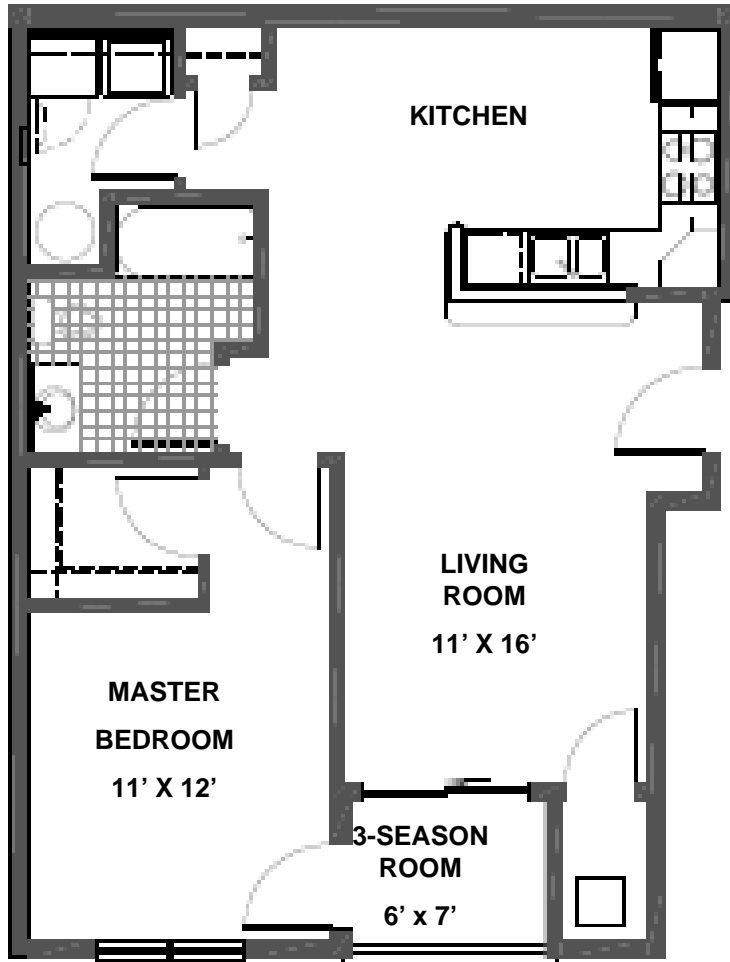 KITCHEN
LIVING
ROOM
11’ X 16’
MASTER
BEDROOM
11’ X 12’
3-SEASON
ROOM
6’ x 7’